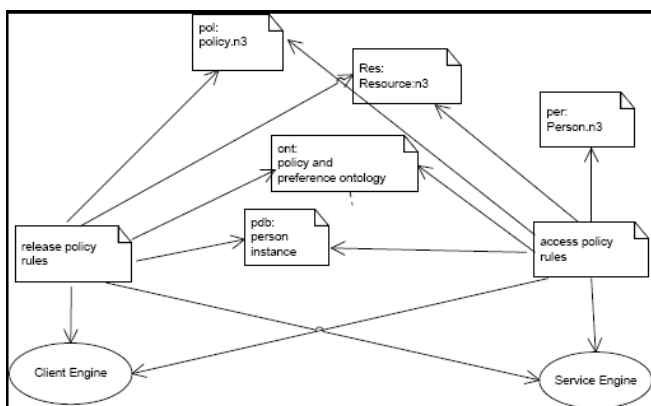 pol:
policy.n3
Res:
Resource:n3
per:
Person.n3
ont:
policy and
preference ontology
pdb:
person
instance
release policy
rules
access policy
rules
Client Engine
Service Engine